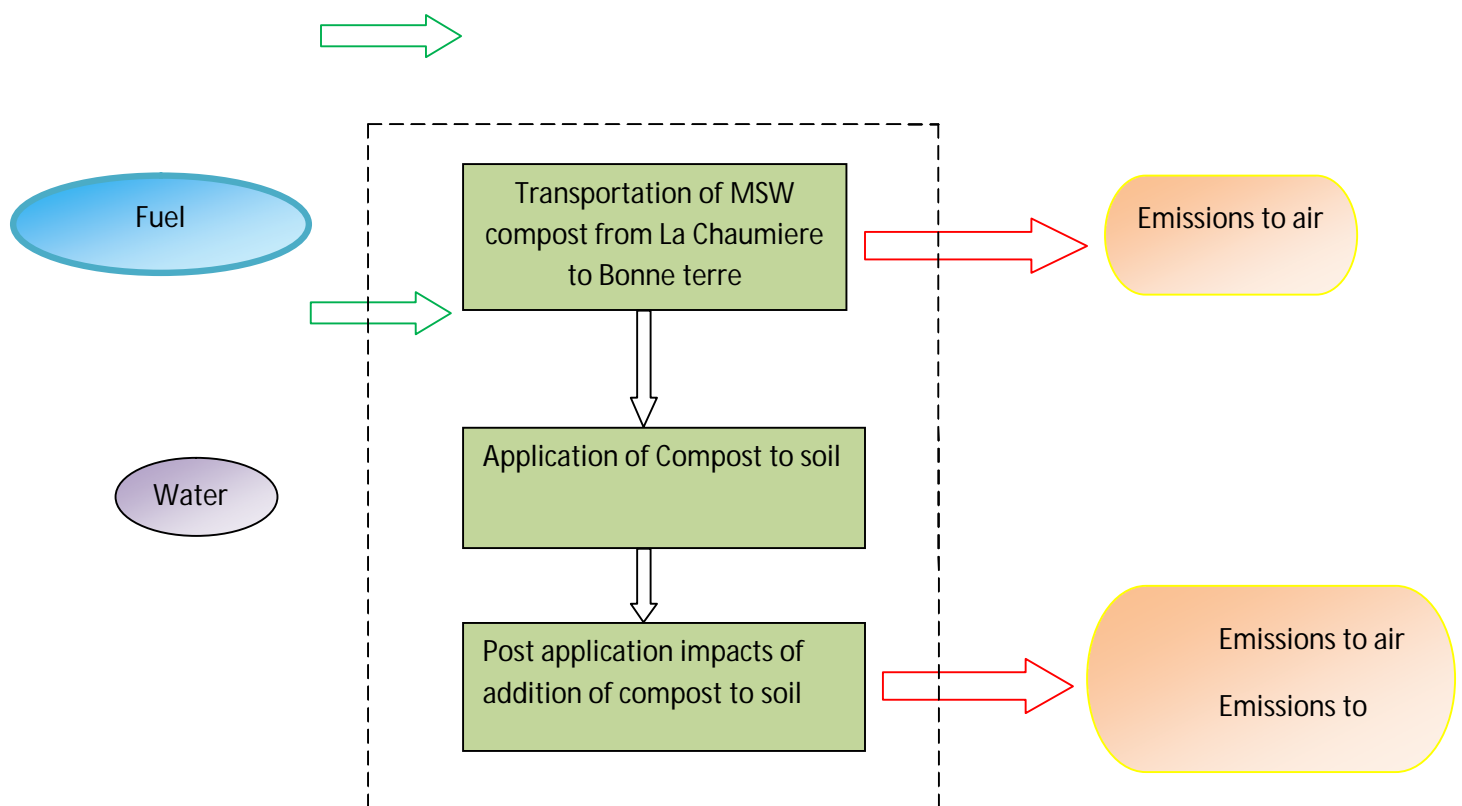 Fuel
Transportation of MSW
compost from La Chaumiere
to Bonne terre
Emissions to air
Water
Application of Compost to soil
Post application impacts of
addition of compost to soil
Emissions to air
Emissions to